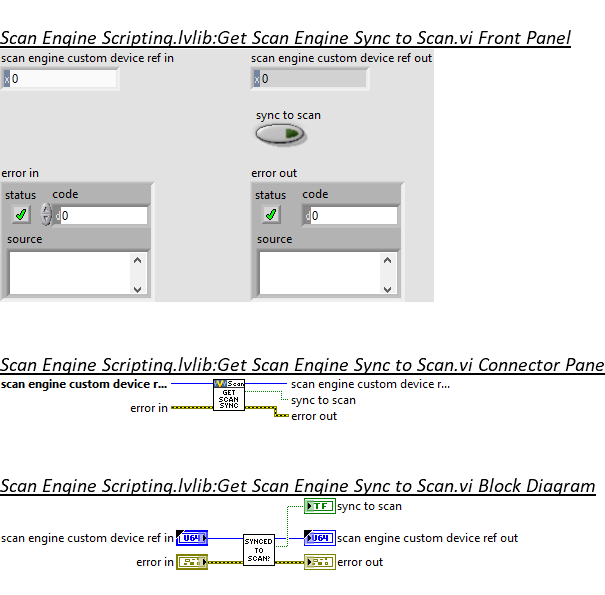 Scan Engine Scripting.lvlib:Get Scan Engine Sync to Scan.vi Front Panel
scan engine custom device ref in
scan engine custom device ref out
x 0
x 0
sync to scan
error in
error out
status code
status code
d 0
d 0
source
source
Scan Engine Scripting.lvlib:Get Scan Engine Sync to Scan.vi Connector Pane
scan engine custom device r...
Scan
GET
SCAN
SYNC
scan engine custom device r...
sync to scan
error in
error out
Scan Engine Scripting.lvlib:Get Scan Engine Sync to Scan.vi Block Diagram
TF sync to scan
scan engine custom device ref in U64
SYNCED
TO
SCAN?
U64 scan engine custom device ref out
error in
error out